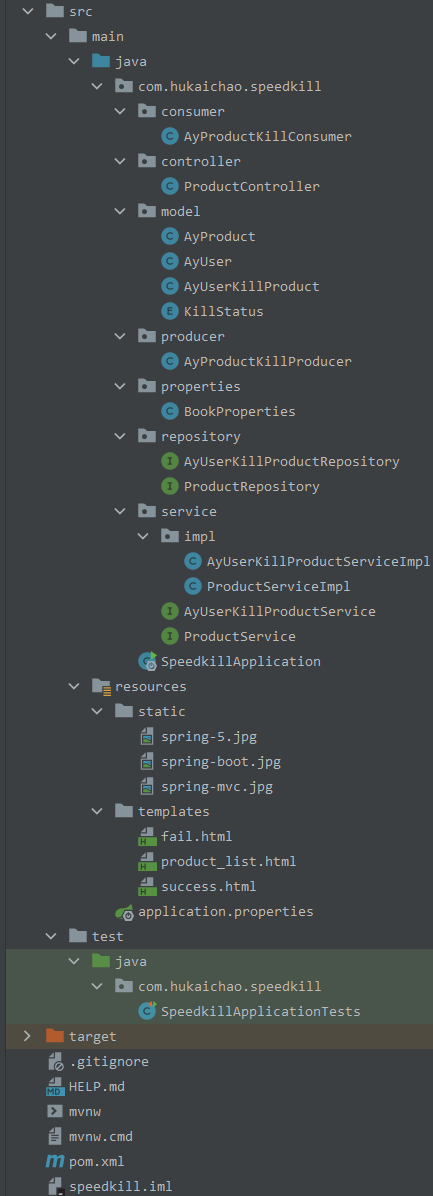 src
main
java
com.hukaichao.speedkill
consumer
AyProductKillConsumer
controller
ProductController
model
AyProduct
AyUser
AyUserKillProduct
KillStatus
producer
AyProductKillProducer
properties
BookProperties
repository
AyUserKillProductRepository
ProductRepository
service
impl
AyUserKillProductServiceImpl
ProductServiceImpl
AyUserKillProductService
ProductService
SpeedkillApplication
resources
static
spring-5.jpg
spring-boot.jpg
spring-mvc.jpg
templates
fail.html
product_list.html
success.html
application.properties
test
java
com.hukaichao.speedkill
SpeedkillApplicationTests
target
.gitignore
HELP.md
mvnw
mvnw.cmd
pom.xml
speedkill.iml